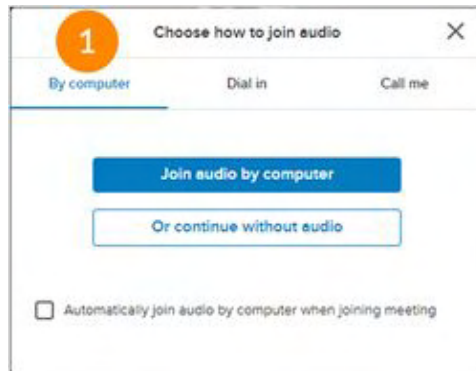 1
Choose how to join audio
By computer Dial in Call me
Join audio by computer
Or continue without audio
Automatically join audio by computer when joining meeting